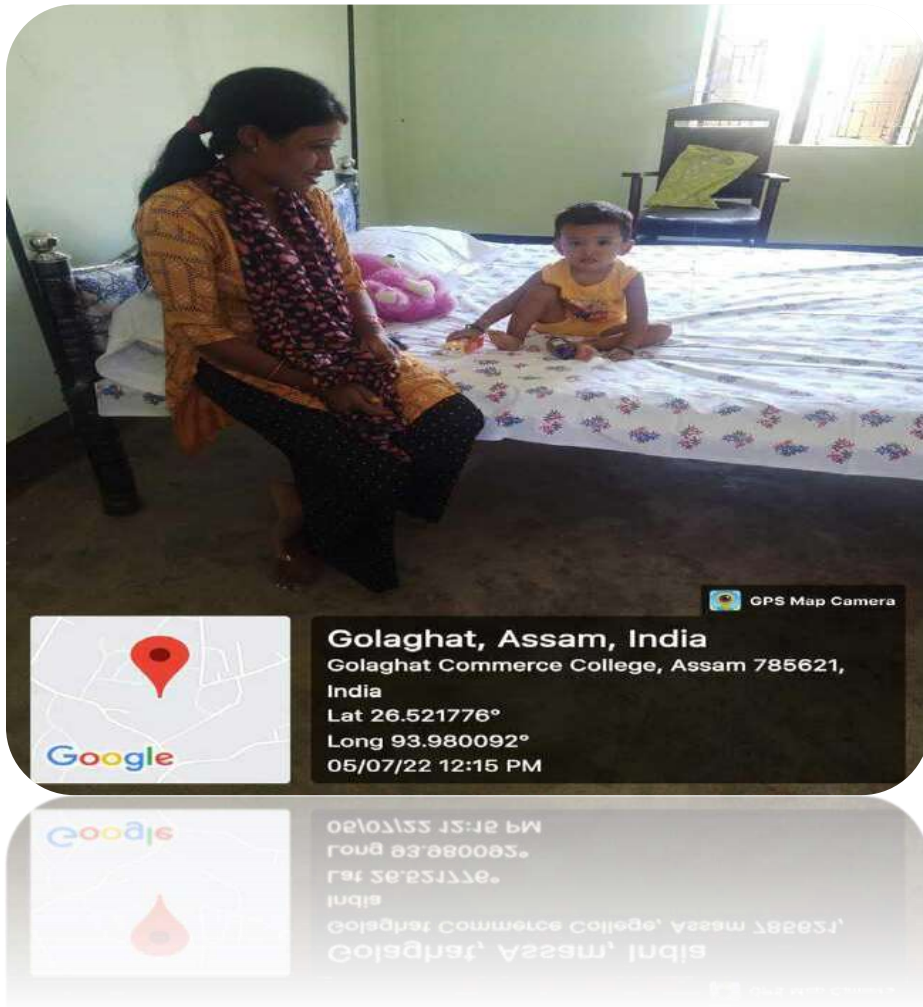 GPS Map Camera
Golaghat, Assam, India
Golaghat Commerce College, Assam 785621,
India
Lat 26.521776°
Long 93.980092°
05/07/22 12:15 PM
Google